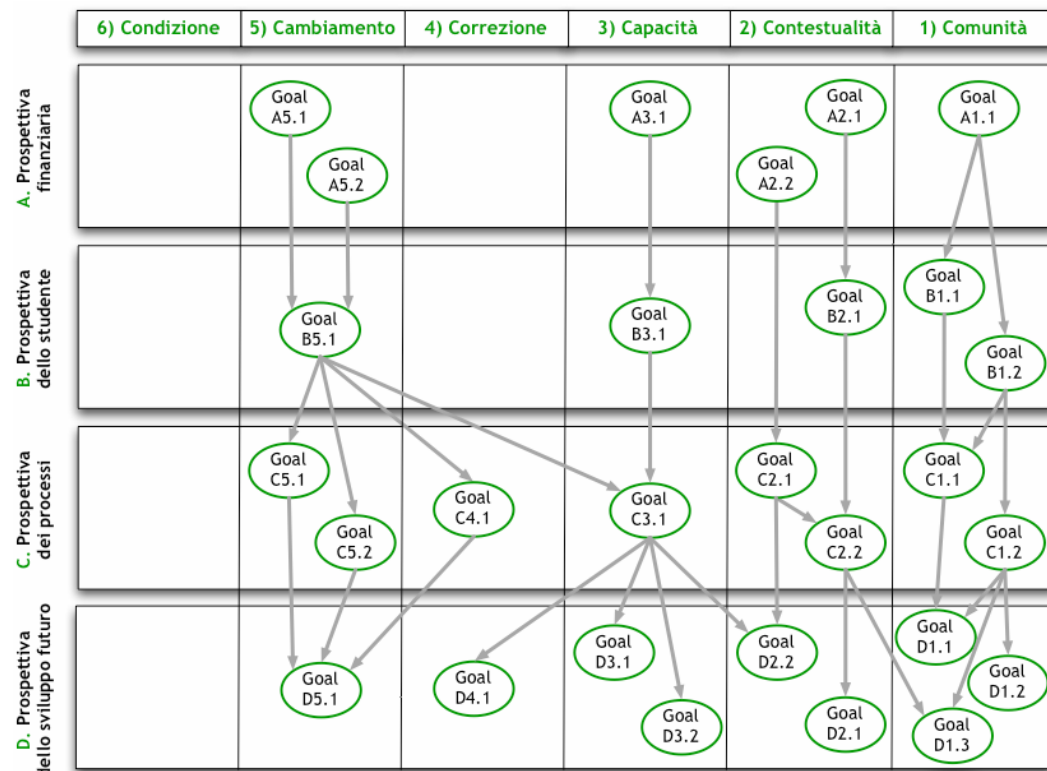 6) Condizione
5) Cambiamento
4) Correzione
3) Capacità
2) Contestualità
1) Comunità
A. Prospettiva
finanziaria
Goal
A5.1
Goal
A5.2
Goal
A3.1
Goal
A2.1
Goal
A2.2
Goal
A1.1
B. Prospettiva
dello studente
Goal
B5.1
Goal
B3.1
Goal
B2.1
Goal
B1.1
Goal
B1.2
C. Prospettiva
dei processi
Goal
C5.1
Goal
C5.2
Goal
C4.1
Goal
C3.1
Goal
C2.1
Goal
C2.2
Goal
C1.1
Goal
C1.2
D. Prospettiva
dello sviluppo futuro
Goal
D5.1
Goal
D4.1
Goal
D3.1
Goal
D3.2
Goal
D2.2
Goal
D2.1
Goal
D1.1
Goal
D1.2
Goal
D1.3